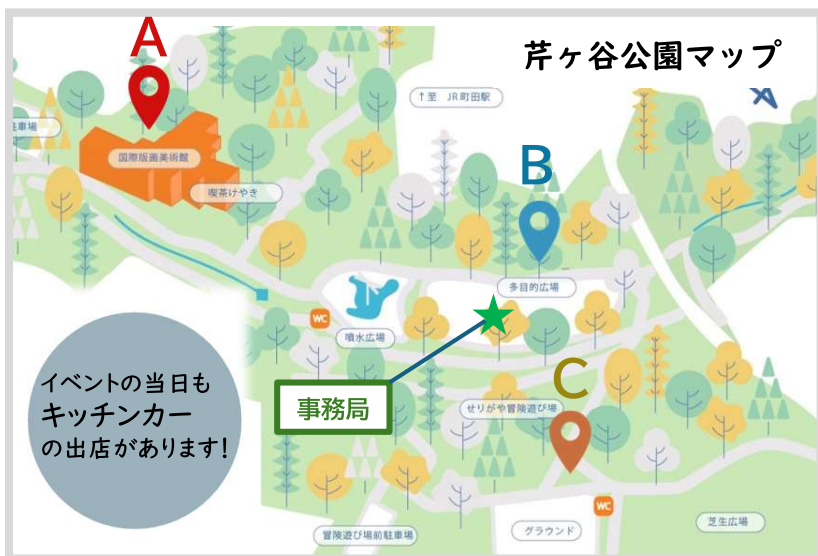 芹ヶ谷公園マップ
A
↑至 JR町田駅
車場
国際版画美術館
喫茶けやき
B
多目的広場
WC
噴水広場
イベントの当日も
キッチンカー
の出店があります!
事務局
C
せりがや冒険遊び場
WC
冒険遊び場前駐車場
グラウンド
芝生広場